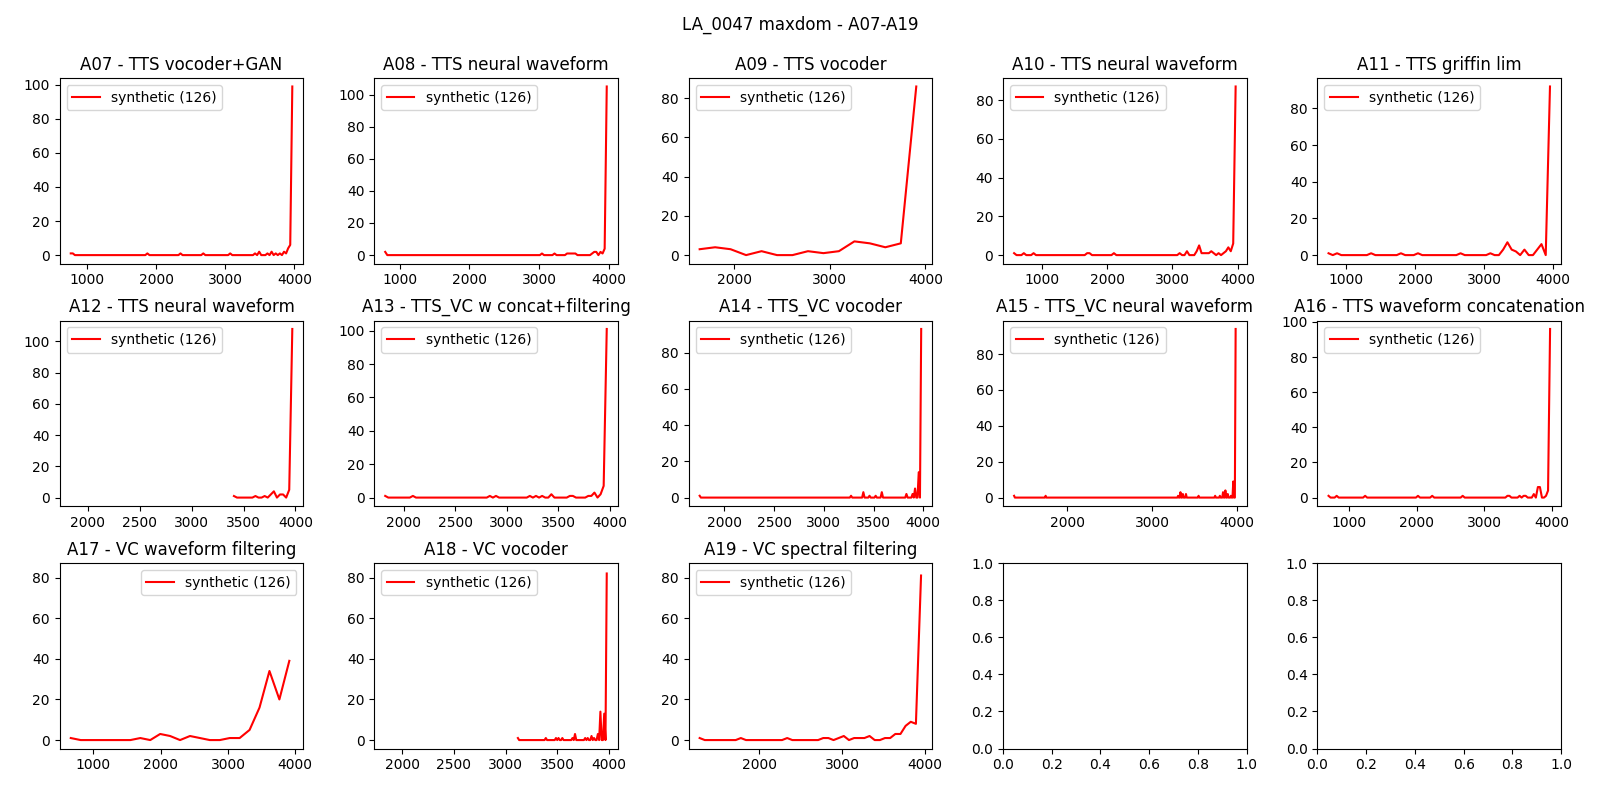 LA_0047 maxdom - A07-A19
A07 - TTS vocoder+GAN
synthetic (126)
100
80
60
40
20
0
1000 2000 3000 4000
A08 - TTS neural waveform
synthetic (126)
100
80
60
40
20
0
1000 2000 3000 4000
A09 - TTS vocoder
synthetic (126)
80
60
40
20
0
2000 3000 4000
A10 - TTS neural waveform
synthetic (126)
80
60
40
20
0
1000 2000 3000 4000
A11 - TTS griffin lim
synthetic (126)
80
60
40
20
0
1000 2000 3000 4000
A12 - TTS neural waveform
synthetic (126)
100
80
60
40
20
0
2000 2500 3000 3500 4000
A13 - TTS_VC w concat+filtering
synthetic (126)
100
80
60
40
20
0
2000 2500 3000 3500 4000
A14 - TTS_VC vocoder
synthetic (126)
80
60
40
20
0
2000 2500 3000 3500 4000
A15 - TTS_VC neural waveform
synthetic (126)
80
60
40
20
0
2000 3000 4000
A16 - TTS waveform concatenation
synthetic (126)
100
80
60
40
20
0
1000 2000 3000 4000
A17 - VC waveform filtering
synthetic (126)
80
60
40
20
0
1000 2000 3000 4000
A18 - VC vocoder
synthetic (126)
80
60
40
20
0
2000 2500 3000 3500 4000
A19 - VC spectral filtering
synthetic (126)
80
60
40
20
0
2000 3000 4000
1.0
0.8
0.6
0.4
0.2
0.0
0.0 0.2 0.4 0.6 0.8 1.0
1.0
0.8
0.6
0.4
0.2
0.0
0.0 0.2 0.4 0.6 0.8 1.0